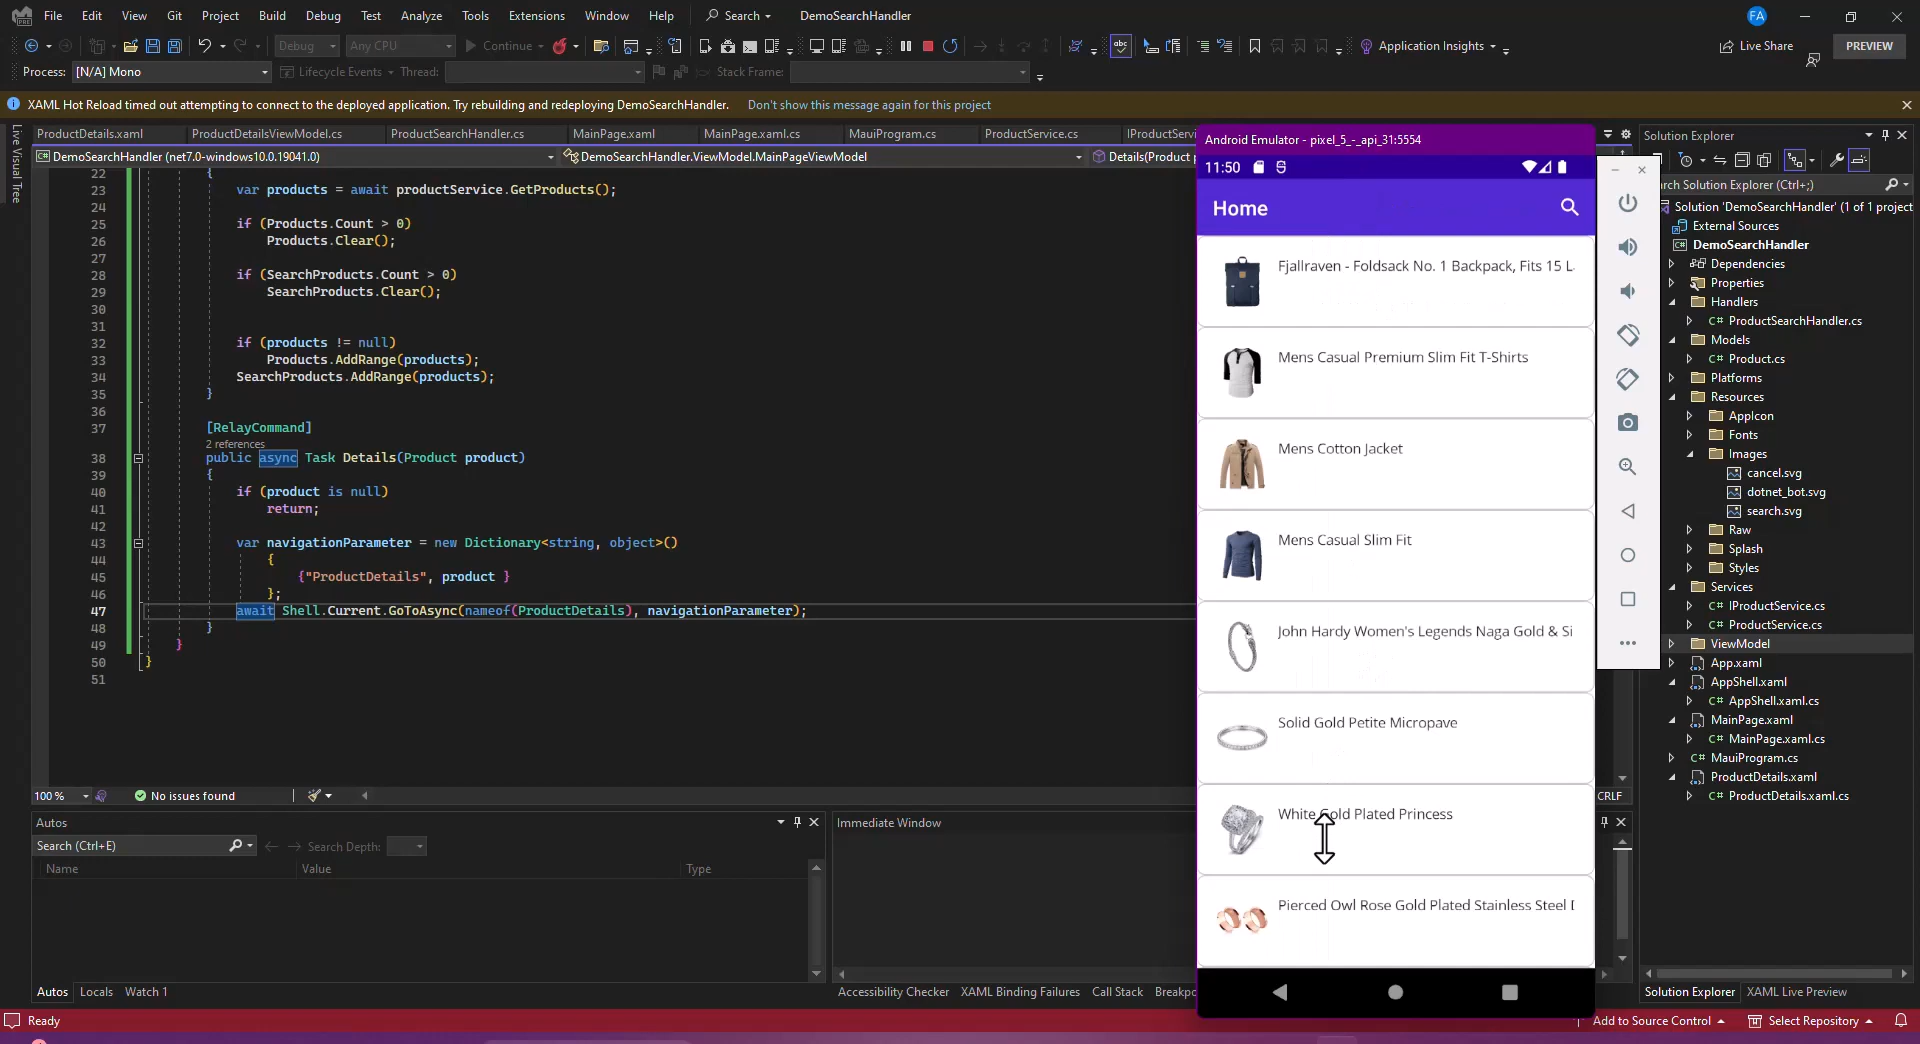 File Edit View Git Project Build Debug Test Analyze Tools Extensions Window Help Search DemoSearchHandler FA
Debug Any CPU Continue Application Insights Live Share PREVIEW
Process: [N/A] Mono Lifecycle Events Thread: Stack Frame:
XAML Hot Reload timed out attempting to connect to the deployed application. Try rebuilding and redeploying DemoSearchHandler. Don't show this message again for this project
Live Visual Tree
ProductDetails.xaml ProductDetailsViewModel.cs ProductSearchHandler.cs MainPage.xaml MainPage.xaml.cs MauiProgram.cs ProductService.cs IProductServi
DemoSearchHandler (net7.0-windows10.0.19041.0) DemoSearchHandler.ViewModel.MainPageViewModel Details(Product p
22 {
23 var products = await productService.GetProducts();
24
25 if (Products.Count > 0)
26 Products.Clear();
27
28 if (SearchProducts.Count > 0)
29 SearchProducts.Clear();
30
31
32 if (products != null)
33 Products.AddRange(products);
34 SearchProducts.AddRange(products);
35 }
36
37 [RelayCommand]
2 references
38 public async Task Details(Product product)
39 {
40 if (product is null)
41 return;
42
43 var navigationParameter = new Dictionary<string, object>()
44 {
45 {"ProductDetails", product }
46 };
47 await Shell.Current.GoToAsync(nameof(ProductDetails), navigationParameter);
48 }
49 }
50 }
51
100 % No issues found CRLF
Autos
Search (Ctrl+E) Search Depth:
Name Value Type
Autos Locals Watch 1
Immediate Window
Accessibility Checker XAML Binding Failures Call Stack Breakp
Android Emulator - pixel_5_-_api_31:5554
11:50
Home
Fjallraven - Foldsack No. 1 Backpack, Fits 15 L
Mens Casual Premium Slim Fit T-Shirts
Mens Cotton Jacket
Mens Casual Slim Fit
John Hardy Women's Legends Naga Gold & Si
Solid Gold Petite Micropave
White Gold Plated Princess
Pierced Owl Rose Gold Plated Stainless Steel D
Solution Explorer
rch Solution Explorer (Ctrl+;)
Solution 'DemoSearchHandler' (1 of 1 project
External Sources
DemoSearchHandler
Dependencies
Properties
Handlers
C# ProductSearchHandler.cs
Models
C# Product.cs
Platforms
Resources
AppIcon
Fonts
Images
cancel.svg
dotnet_bot.svg
search.svg
Raw
Splash
Styles
Services
C# IProductService.cs
C# ProductService.cs
ViewModel
App.xaml
AppShell.xaml
C# AppShell.xaml.cs
MainPage.xaml
C# MainPage.xaml.cs
C# MauiProgram.cs
ProductDetails.xaml
C# ProductDetails.xaml.cs
Solution Explorer XAML Live Preview
Ready Add to Source Control Select Repository